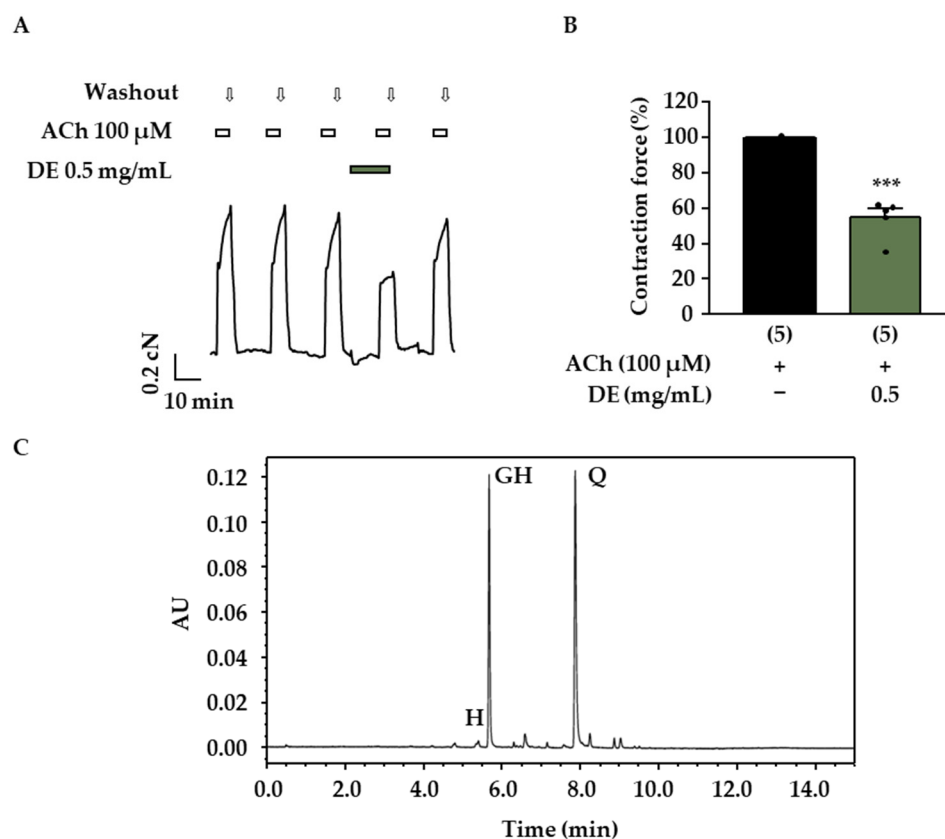 A
Washout
ACh 100 μM
DE 0.5 mg/mL
0.2 cN
10 min
B
Contraction force (%)
120
100
80
60
40
20
0
***
(5) (5)
ACh (100 μM) + +
DE (mg/mL) – 0.5
C
AU
0.12
0.10
0.08
0.06
0.04
0.02
0.00
H
GH
Q
0.0 2.0 4.0 6.0 8.0 10.0 12.0 14.0
Time (min)